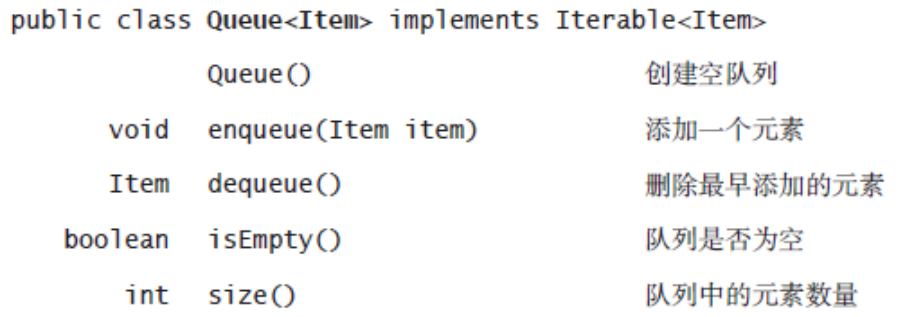 public class Queue<Item> implements Iterable<Item>
Queue() 创建空队列
void enqueue(Item item) 添加一个元素
Item dequeue() 删除最早添加的元素
boolean isEmpty() 队列是否为空
int size() 队列中的元素数量